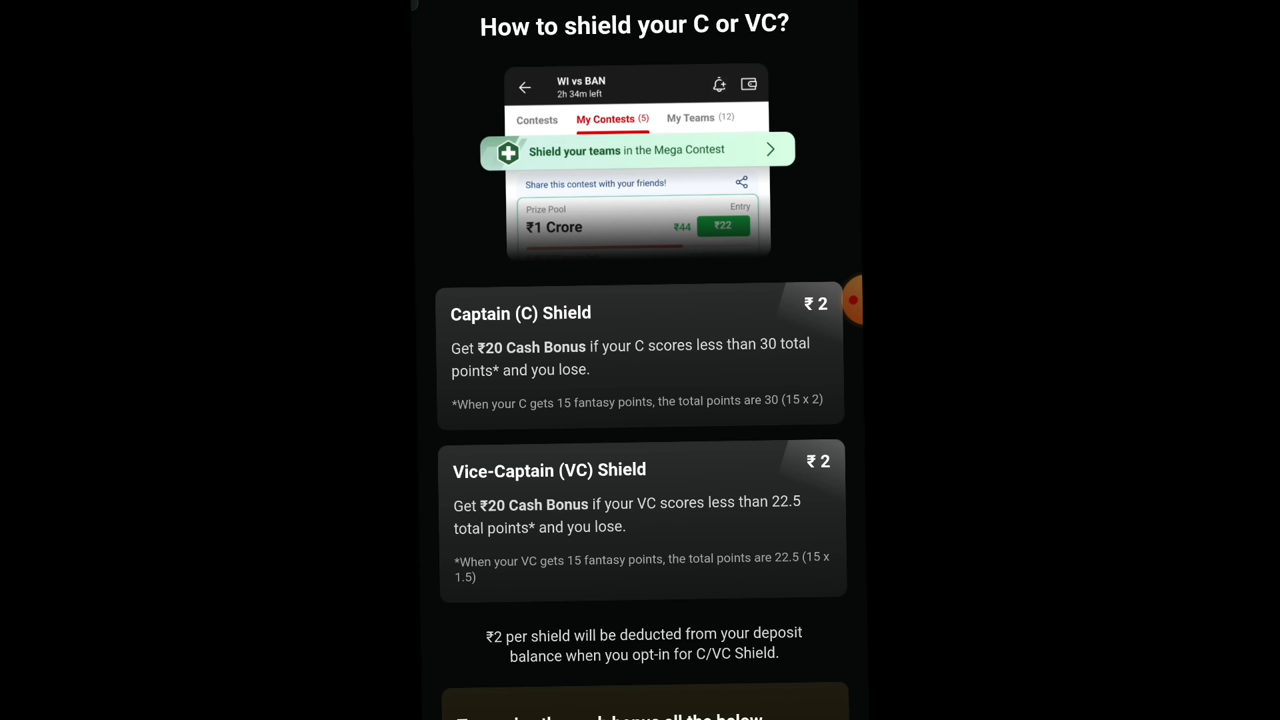 How to shield your C or VC?
WI vs BAN
2h 34m left
Contests My Contests (5) My Teams (12)
Shield your teams in the Mega Contest
Share this contest with your friends!
Prize Pool Entry
₹1 Crore ₹44 ₹22
Captain (C) Shield ₹ 2
Get ₹20 Cash Bonus if your C scores less than 30 total
points* and you lose.
*When your C gets 15 fantasy points, the total points are 30 (15 x 2)
Vice-Captain (VC) Shield ₹ 2
Get ₹20 Cash Bonus if your VC scores less than 22.5
total points* and you lose.
*When your VC gets 15 fantasy points, the total points are 22.5 (15 x
1.5)
₹2 per shield will be deducted from your deposit
balance when you opt-in for C/VC Shield.
bonus all the below